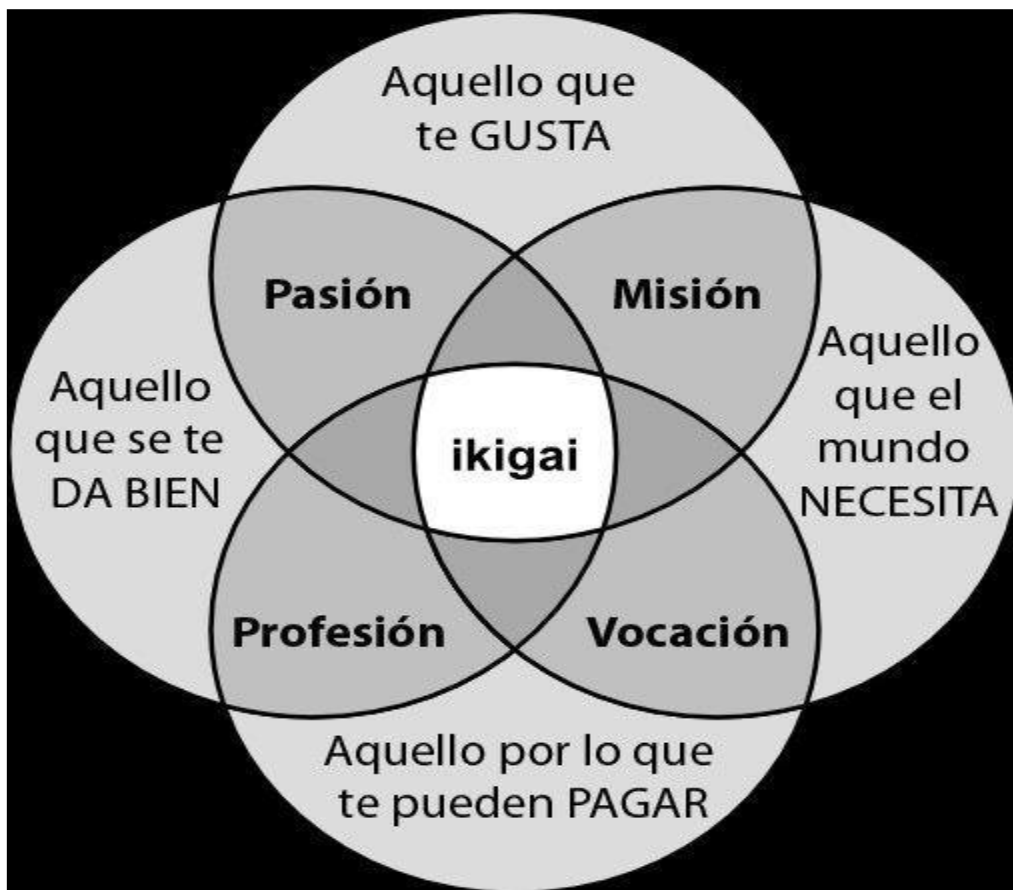 Aquello que
te GUSTA
Pasión
Misión
Aquello
que se te
DA BIEN
ikigai
Aquello
que el
mundo
NECESITA
Profesión
Vocación
Aquello por lo que
te pueden PAGAR